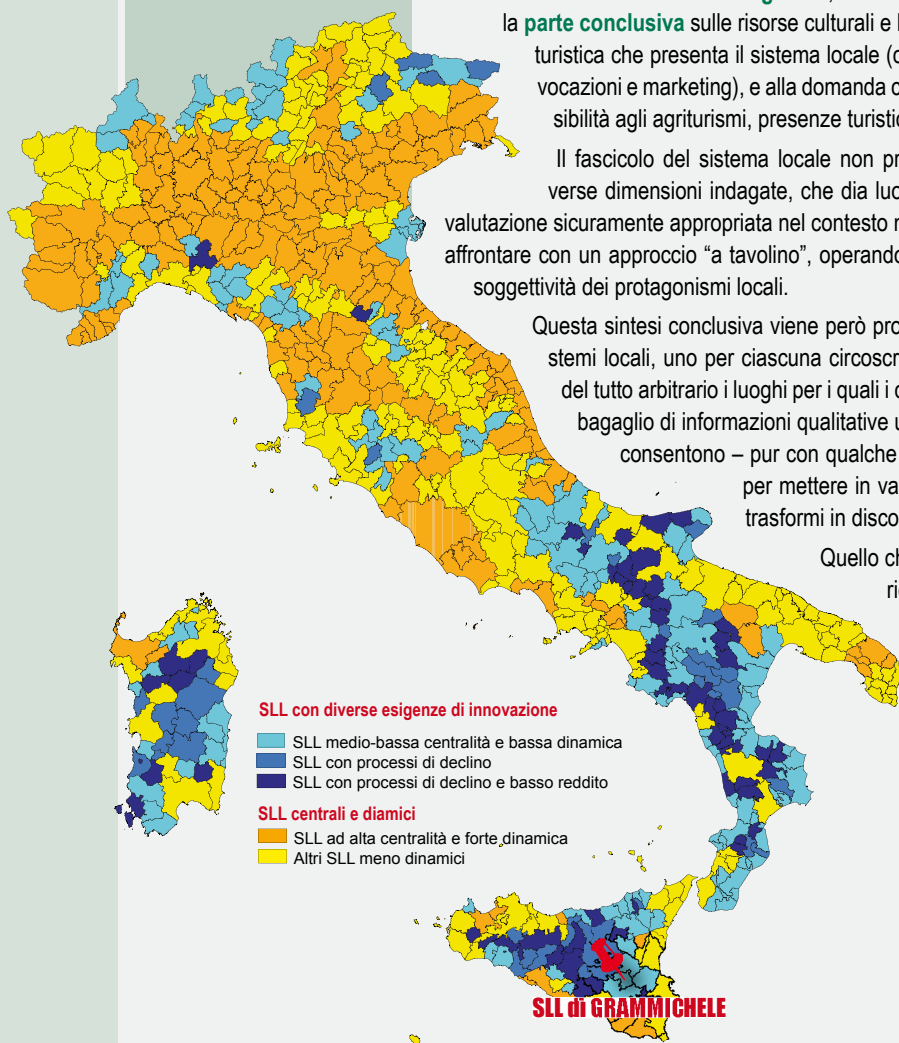 la parte conclusiva sulle risorse culturali e
turistica che presenta il sistema locale
vocazioni e marketing), e alla domanda
sibilità agli agriturismi, presenze
Il fascicolo del sistema locale non
verse dimensioni indagate, che dia
valutazione sicuramente appropriata nel contesto
affrontare con un approccio “a tavolino”, operando
soggettività dei protagonismi locali.
Questa sintesi conclusiva viene però
stemi locali, uno per ciascuna
del tutto arbitrario i luoghi per i quali i
bagaglio di informazioni qualitative
consentono – pur con qualche
per mettere in
trasformi in
Quello
SLL con diverse esigenze di innovazione
SLL medio-bassa centralità e bassa dinamica
SLL con processi di declino
SLL con processi di declino e basso reddito
SLL centrali e diamici
SLL ad alta centralità e forte dinamica
Altri SLL meno dinamici
SLL di GRAMMICHELE